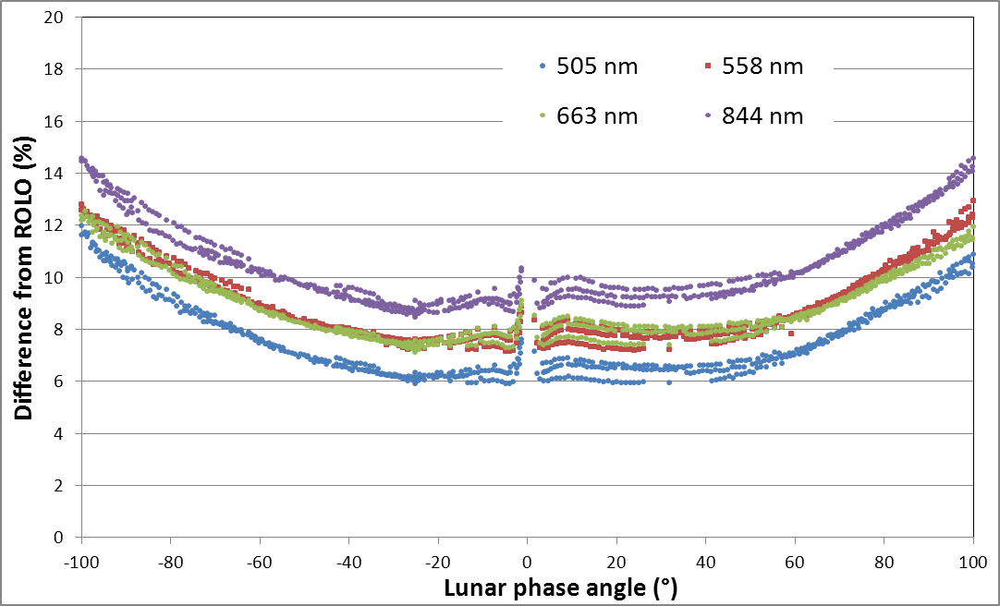 20
18
16
14
12
10
8
6
4
2
0
Difference from ROLO (%)
505 nm 558 nm
663 nm 844 nm
-100 -80 -60 -40 -20 0 20 40 60 80 100
Lunar phase angle (°)